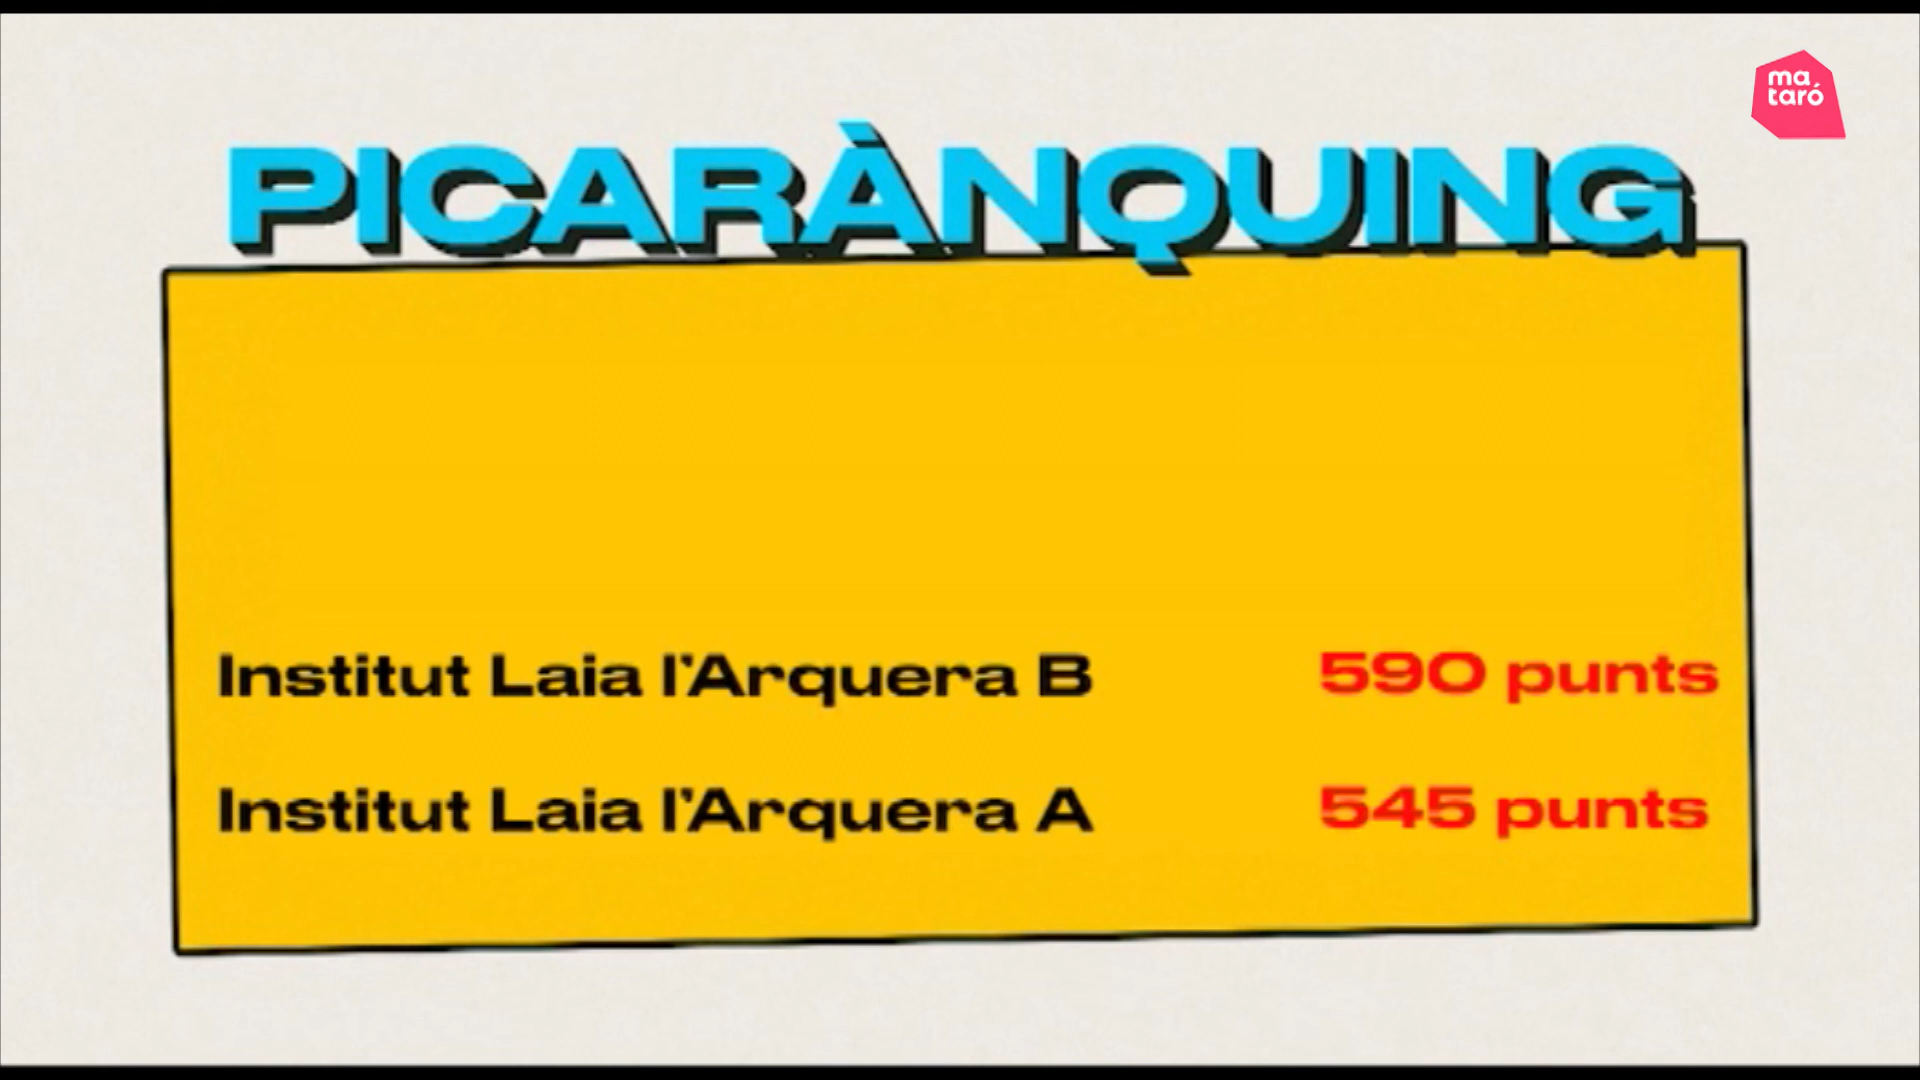 ma
taró
PICARÀNQUING
Institut Laia l'Arquera B 590 punts
Institut Laia l'Arquera A 545 punts